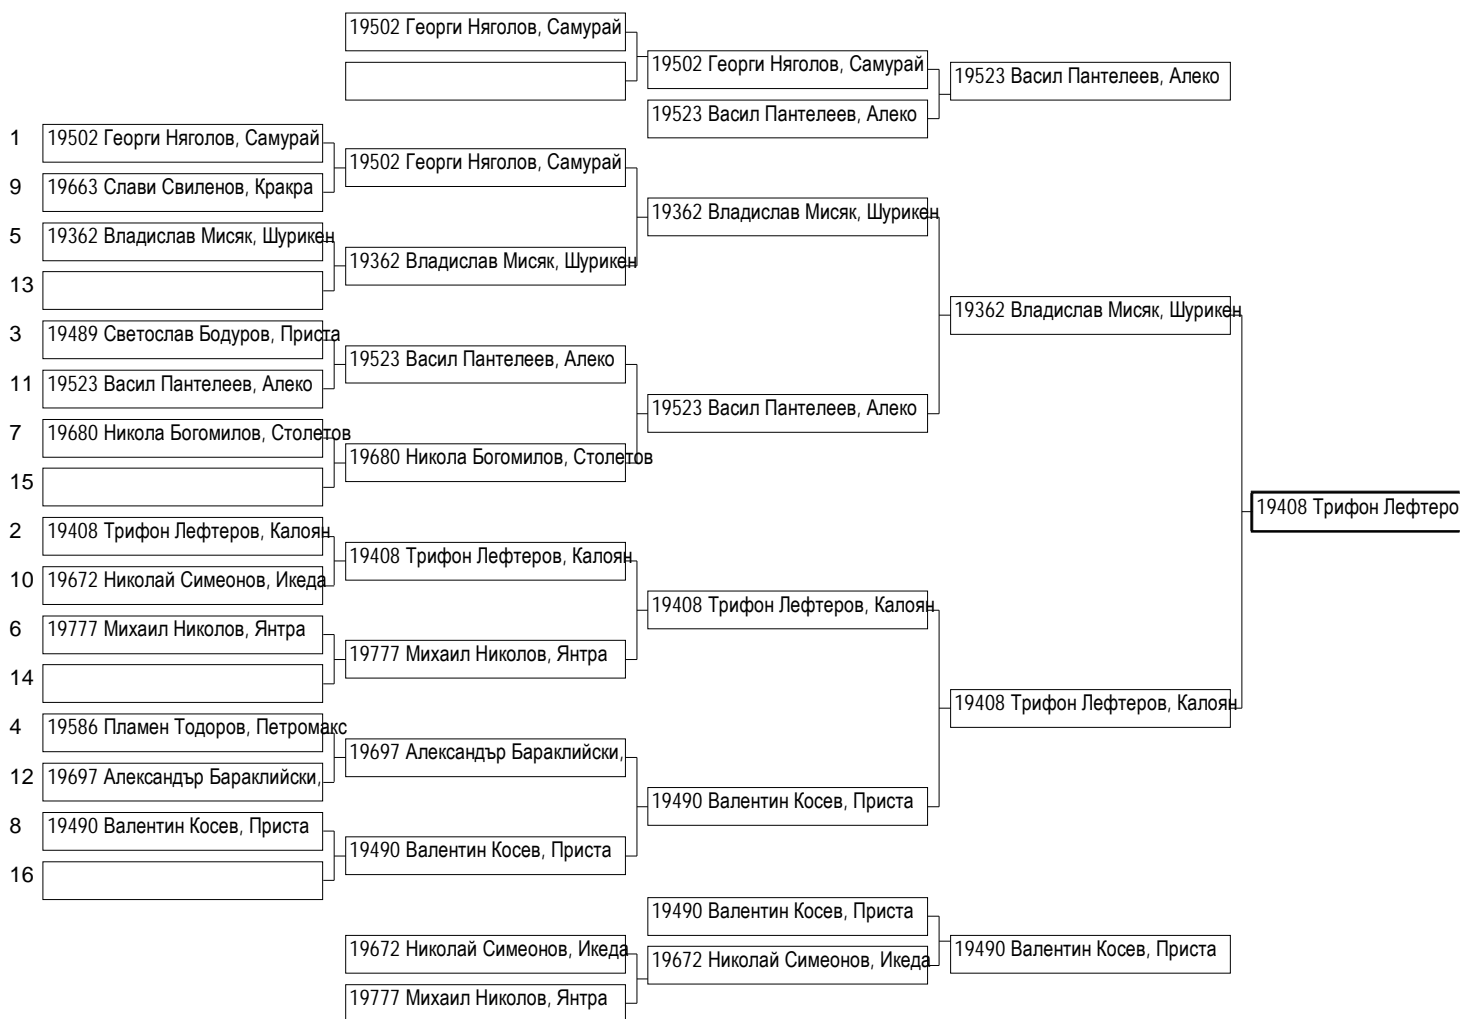 19502 Георги Няголов, Самурай
19502 Георги Няголов, Самурай
19523 Васил Пантелеев, Алеко
19523 Васил Пантелеев, Алеко
1 19502 Георги Няголов, Самурай
19502 Георги Няголов, Самурай
9 19663 Слави Свиленов, Кракра
19362 Владислав Мисяк, Шурикен
5 19362 Владислав Мисяк, Шурикен
19362 Владислав Мисяк, Шурикен
13
19362 Владислав Мисяк, Шурикен
3 19489 Светослав Бодуров, Приста
19523 Васил Пантелеев, Алеко
11 19523 Васил Пантелеев, Алеко
19523 Васил Пантелеев, Алеко
7 19680 Никола Богомилов, Столетов
19680 Никола Богомилов, Столетов
15
19408 Трифон Лефтеро
2 19408 Трифон Лефтеров, Калоян
19408 Трифон Лефтеров, Калоян
10 19672 Николай Симеонов, Икеда
19408 Трифон Лефтеров, Калоян
6 19777 Михаил Николов, Янтра
19777 Михаил Николов, Янтра
14
19408 Трифон Лефтеров, Калоян
4 19586 Пламен Тодоров, Петромакс
19697 Александър Бараклийски,
12 19697 Александър Бараклийски,
19490 Валентин Косев, Приста
8 19490 Валентин Косев, Приста
19490 Валентин Косев, Приста
16
19490 Валентин Косев, Приста
19672 Николай Симеонов, Икеда
19490 Валентин Косев, Приста
19672 Николай Симеонов, Икеда
19777 Михаил Николов, Янтра